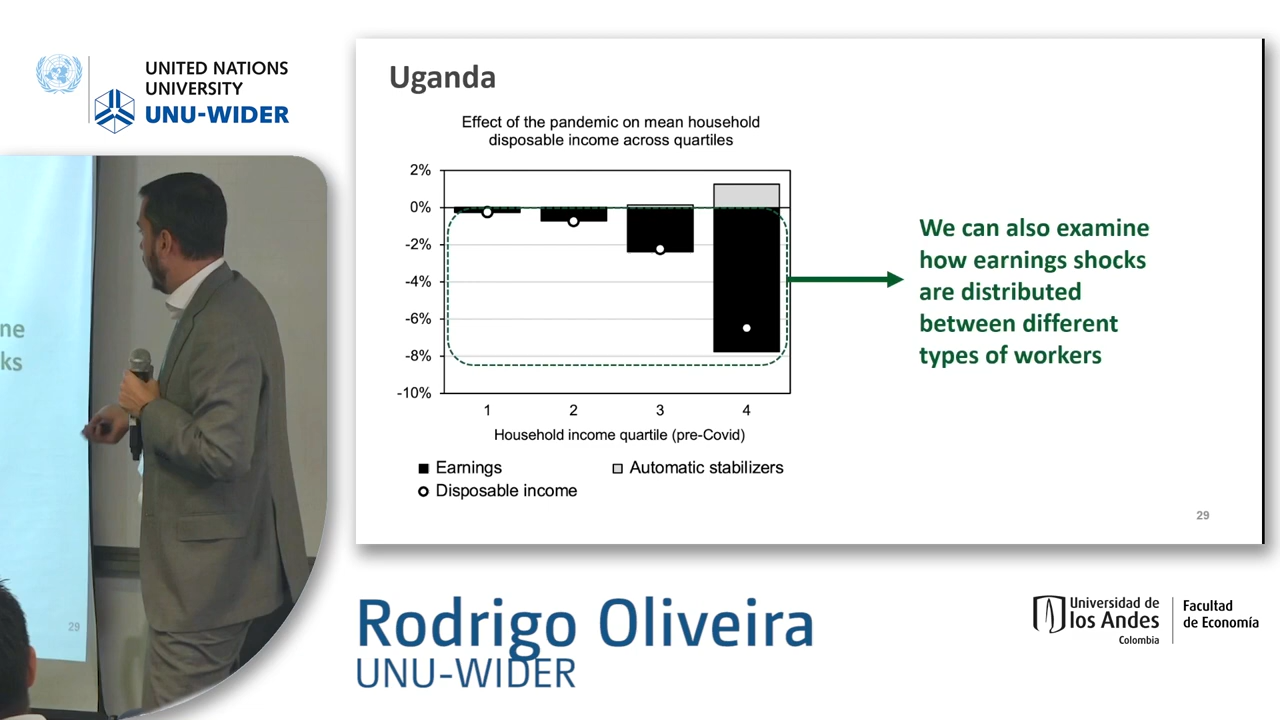 UNITED NATIONS
UNIVERSITY
UNU-WIDER
ne
ks
29
Uganda
Effect of the pandemic on mean household
disposable income across quartiles
2%
0%
-2%
-4%
-6%
-8%
-10%
1 2 3 4
Household income quartile (pre-Covid)
Earnings
Automatic stabilizers
Disposable income
We can also examine
how earnings shocks
are distributed
between different
types of workers
29
Rodrigo Oliveira
UNU-WIDER
Universidad de
los Andes
Colombia
Facultad
de Economía